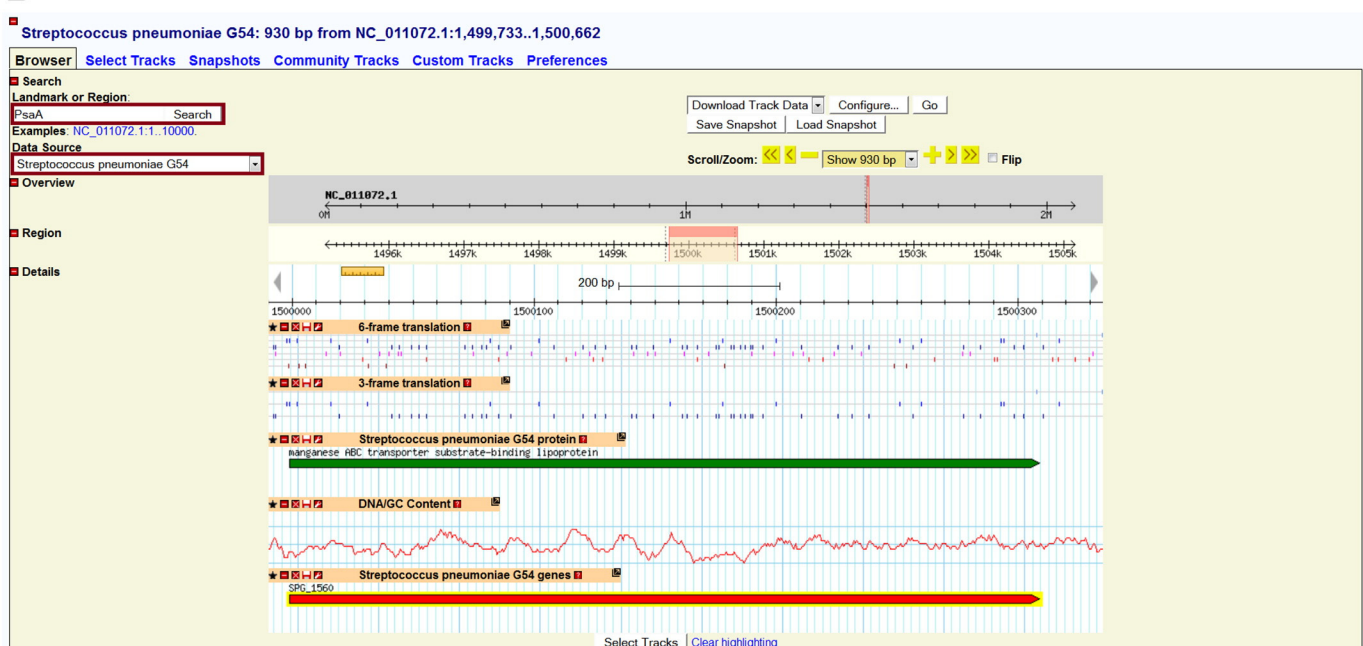 Streptococcus pneumoniae G54: 930 bp from NC_011072.1:1,499,733..1,500,662
Browser Select Tracks Snapshots Community Tracks Custom Tracks Preferences
Search
Landmark or Region:
PsaA Search
Examples: NC_011072.1:1..10000.
Data Source
Streptococcus pneumoniae G54
Download Track Data Configure... Go
Save Snapshot Load Snapshot
Scroll/Zoom: << < Show 930 bp > >> Flip
Overview
NC_011072.1
0M 1M 2M
Region
1496k 1497k 1498k 1499k 1500k 1501k 1502k 1503k 1504k 1505k
Details
200 bp
1500000 1500100 1500200 1500300
6-frame translation ?
3-frame translation ?
Streptococcus pneumoniae G54 protein ?
manganese ABC transporter substrate-binding lipoprotein
DNA/GC Content ?
Streptococcus pneumoniae G54 genes ?
SPG_1560
Select Tracks Clear highlighting